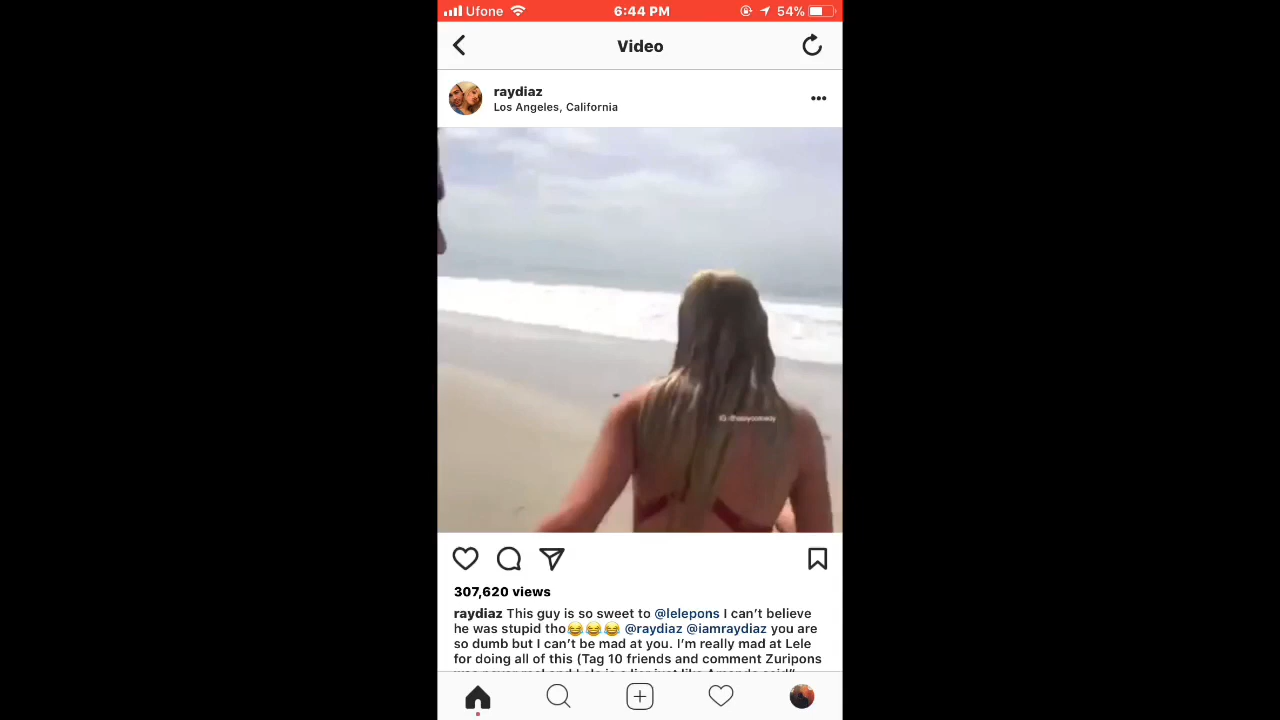 Ufone 6:44 PM 54%
Video
raydiaz
Los Angeles, California
307,620 views
raydiaz This guy is so sweet to @lelepons I can't believe
he was stupid tho😂😂😂 @raydiaz @iamraydiaz you are
so dumb but I can't be mad at you. I'm really mad at Lele
for doing all of this (Tag 10 friends and comment Zuripons